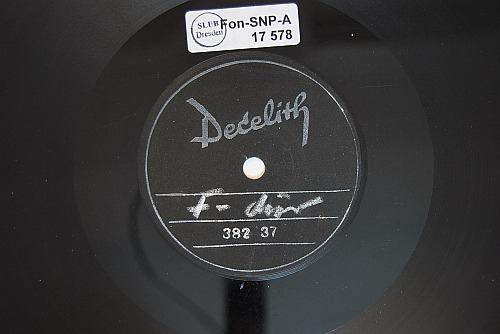 SLUB
Dresden
Fon-SNP-A
17 578
Decelith
F-
382 37